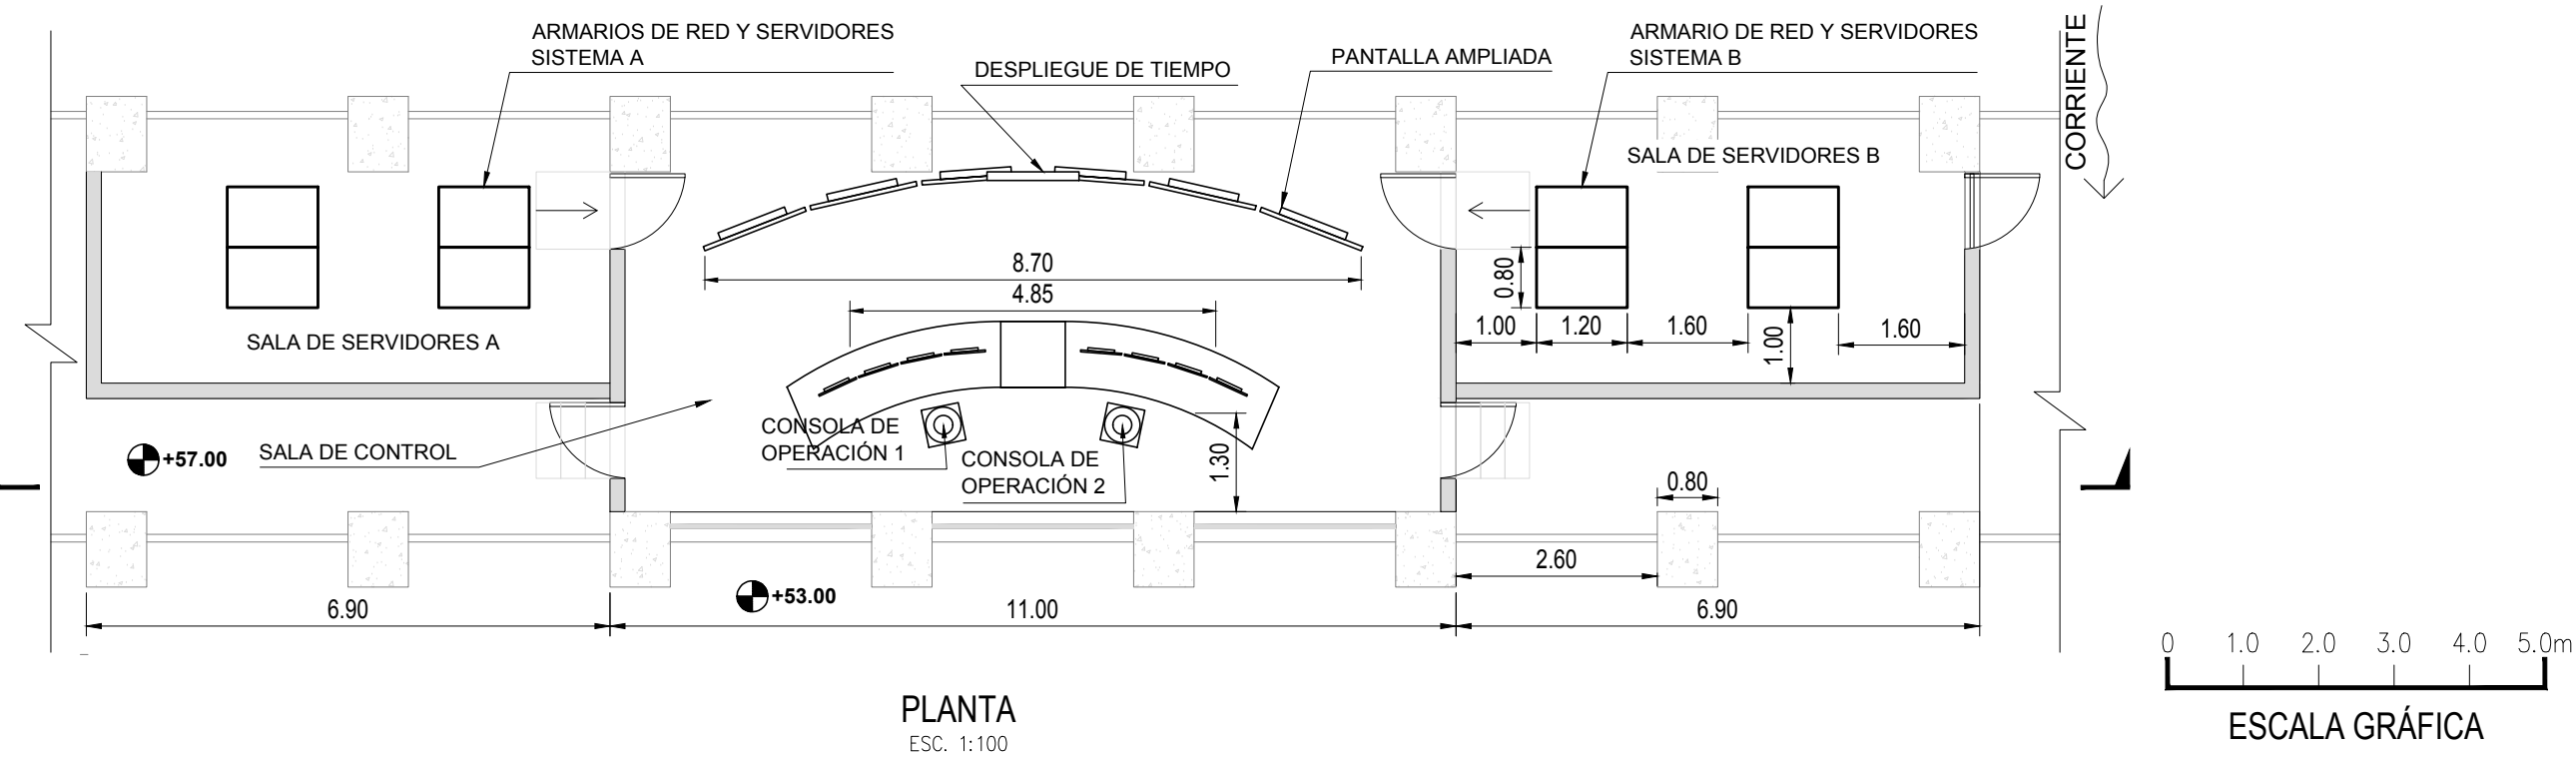 ARMARIOS DE RED Y SERVIDORES
SISTEMA A
DESPLIEGUE DE TIEMPO
PANTALLA AMPLIADA
ARMARIO DE RED Y SERVIDORES
SISTEMA B
CORRIENTE
SALA DE SERVIDORES B
8.70
4.85
0.80
1.00
1.20
1.60
1.00
1.60
SALA DE SERVIDORES A
CONSOLA DE
OPERACIÓN 1
CONSOLA DE
OPERACIÓN 2
1.30
+57.00
SALA DE CONTROL
0.80
2.60
+53.00
6.90
11.00
6.90
0 1.0 2.0 3.0 4.0 5.0m
ESCALA GRÁFICA
PLANTA
ESC. 1:100